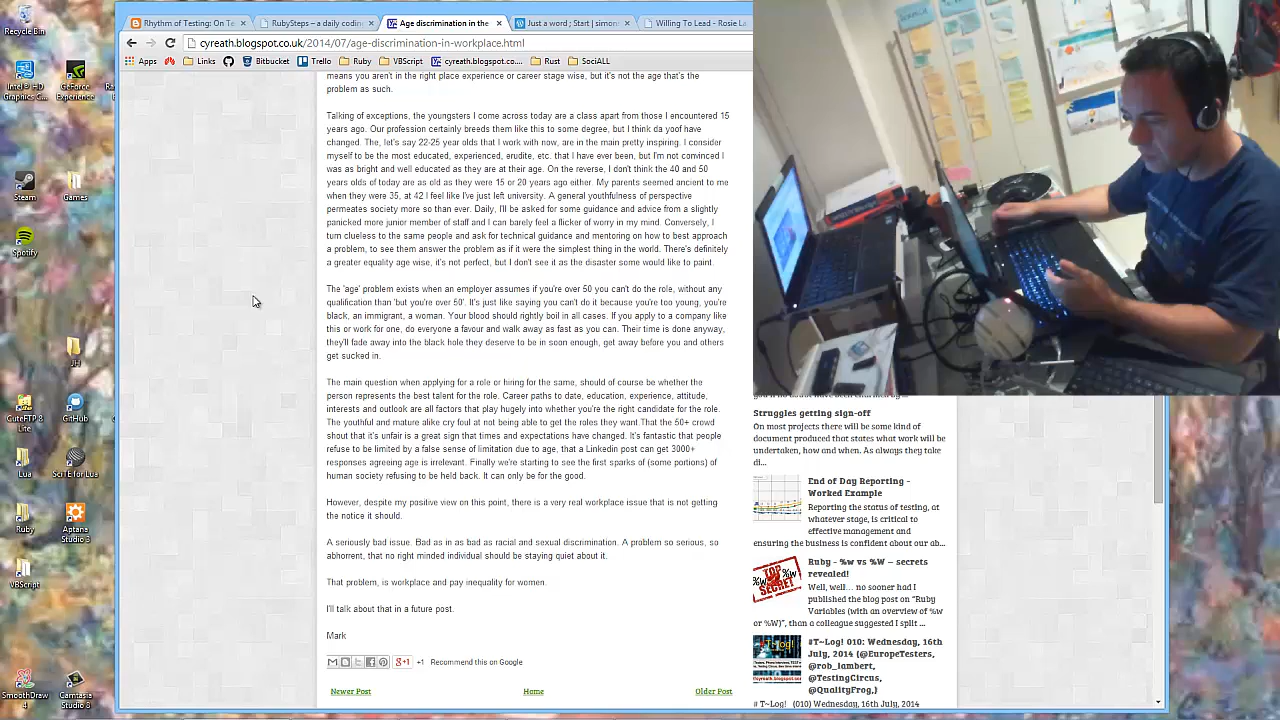 Recycle Bin
Rhythm of Testing: On Te
RubySteps – a daily codin
Age discrimination in the
Just a word ; Start | simon
Willing To Lead - Rosie La
cyreath.blogspot.co.uk/2014/07/age-discrimination-in-workplace.html
Apps
Links
Bitbucket
Trello
Ruby
VBScript
cyreath.blogspot.co....
Rust
SociALL
Intel® HD
Graphics C...
GeForce
Experience
means you aren't in the right place experience or career stage wise, but it's not the age that's the
problem as such.
Talking of exceptions, the youngsters I come across today are a class apart from those I encountered 15
years ago. Our profession certainly breeds them like this to some degree, but I think da yoof have
changed. The, let's say 22-25 year olds that I work with now, are in the main pretty inspiring. I consider
myself to be the most educated, experienced, erudite, etc. that I have ever been, but I'm not convinced I
was as bright and well educated as they are at their age. On the reverse, I don't think the 40 and 50
years olds of today are as old as they were 15 or 20 years ago either. My parents seemed ancient to me
when they were 35, at 42 I feel like I've just left university. A general youthfulness of perspective
permeates society more so than ever. Daily, I'll be asked for some guidance and advice from a slightly
panicked more junior member of staff and I can barely feel a flicker of worry in my mind. Conversely, I
turn clueless to the same people and ask for technical guidance and mentoring on how to best approach
a problem, to see them answer the problem as if it were the simplest thing in the world. There's definitely
a greater equality age wise, it's not perfect, but I don't see it as the disaster some would like to paint.
The 'age' problem exists when an employer assumes if you're over 50 you can't do the role, without any
qualification than 'but you're over 50'. It's just like saying you can't do it because you're too young, you're
black, an immigrant, a woman. Your blood should rightly boil in all cases. If you apply to a company like
this or work for one, do everyone a favour and walk away as fast as you can. Their time is done anyway,
they'll fade away into the black hole they deserve to be in soon enough, get away before you and others
get sucked in.
The main question when applying for a role or hiring for the same, should of course be whether the
person represents the best talent for the role. Career paths to date, education, experience, attitude,
interests and outlook are all factors that play hugely into whether you're the right candidate for the role.
The youthful and mature alike cry foul at not being able to get the roles they want.That the 50+ crowd
shout that it's unfair is a great sign that times and expectations have changed. It's fantastic that people
refuse to be limited by a false sense of limitation due to age, that a Linkedin post can get 3000+
responses agreeing age is irrelevant. Finally we're starting to see the first sparks of (some portions) of
human society refusing to be held back. It can only be for the good.
However, despite my positive view on this point, there is a very real workplace issue that is not getting
the notice it should.
A seriously bad issue. Bad as in as bad as racial and sexual discrimination. A problem so serious, so
abhorrent, that no right minded individual should be staying quiet about it.
That problem, is workplace and pay inequality for women.
I'll talk about that in a future post.
Mark
+1 Recommend this on Google
Newer Post
Home
Older Post
Steam
Games
Spotify
JH
CuteFTP 8
Lite
GitHub
Lua
SciTE for Lua
Ruby
Aptana
Studio 3
VBScript
SmoothDraw
4
Camtasia
Studio 8
Struggles getting sign-off
On most projects there will be some kind of
document produced that states what work will be
undertaken, how and when. As always they take
di...
End of Day Reporting -
Worked Example
Reporting the status of testing, at
whatever stage, is critical to
effective management and
ensuring the business is confident about our ab...
Ruby - %w vs %W – secrets
revealed!
Well, well… no sooner had I
published the blog post on "Ruby
Variables (with an overview of %w
or %W)", than a colleague suggested I split ...
#T~Log! 010: Wednesday, 16th
July, 2014 (@EuropeTesters,
@rob_lambert,
@TestingCircus,
@QualityFrog,}
# T~Log! (010) Wednesday, 16th July, 2014